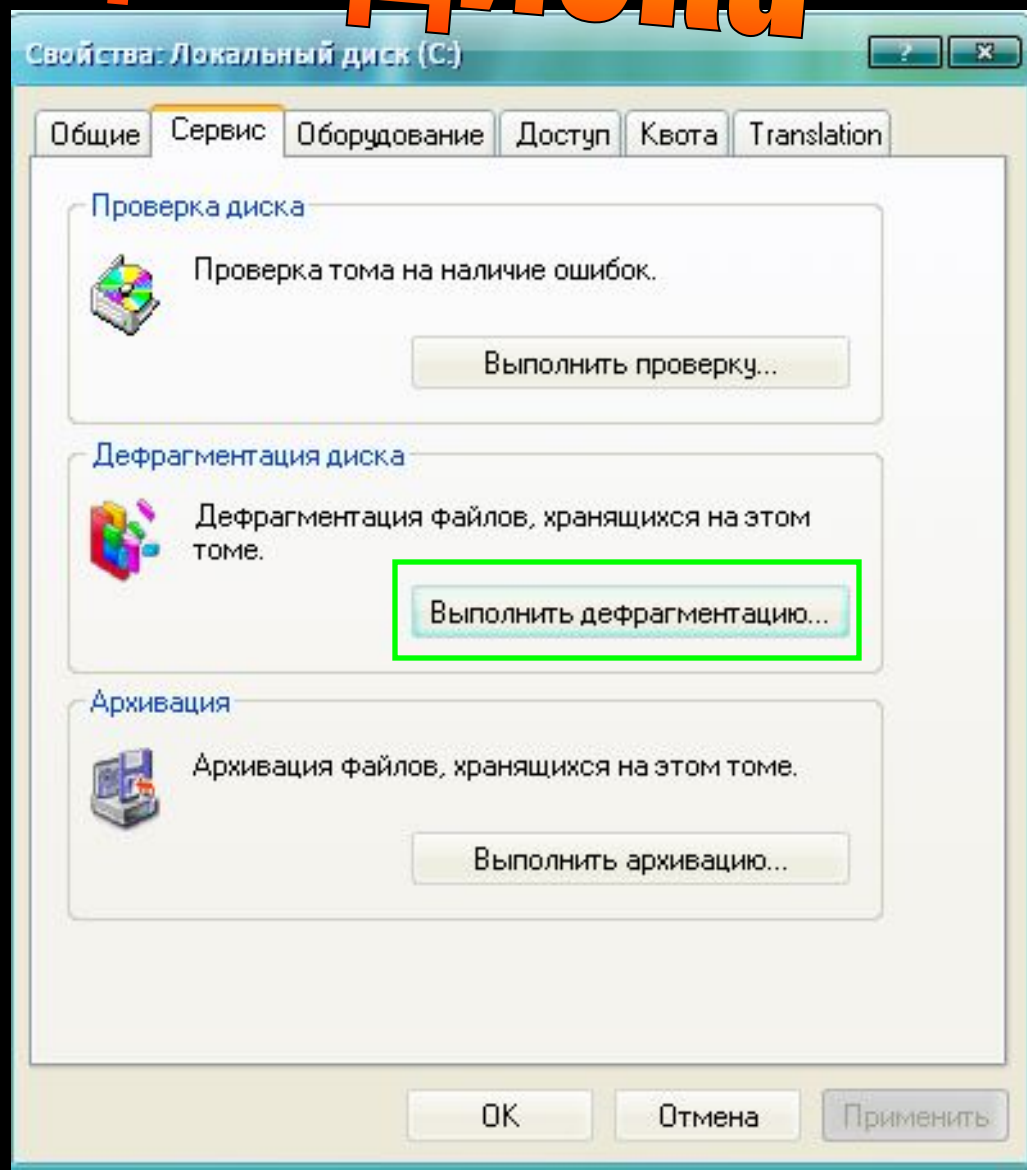 диска
Свойства: Локальный диск (C:)
? x
Общие Сервис Оборудование Доступ Квота Translation
Проверка диска
Проверка тома на наличие ошибок.
Выполнить проверку...
Дефрагментация диска
Дефрагментация файлов, хранящихся на этом
томе.
Выполнить дефрагментацию...
Архивация
Архивация файлов, хранящихся на этом томе.
Выполнить архивацию...
OK Отмена Применить